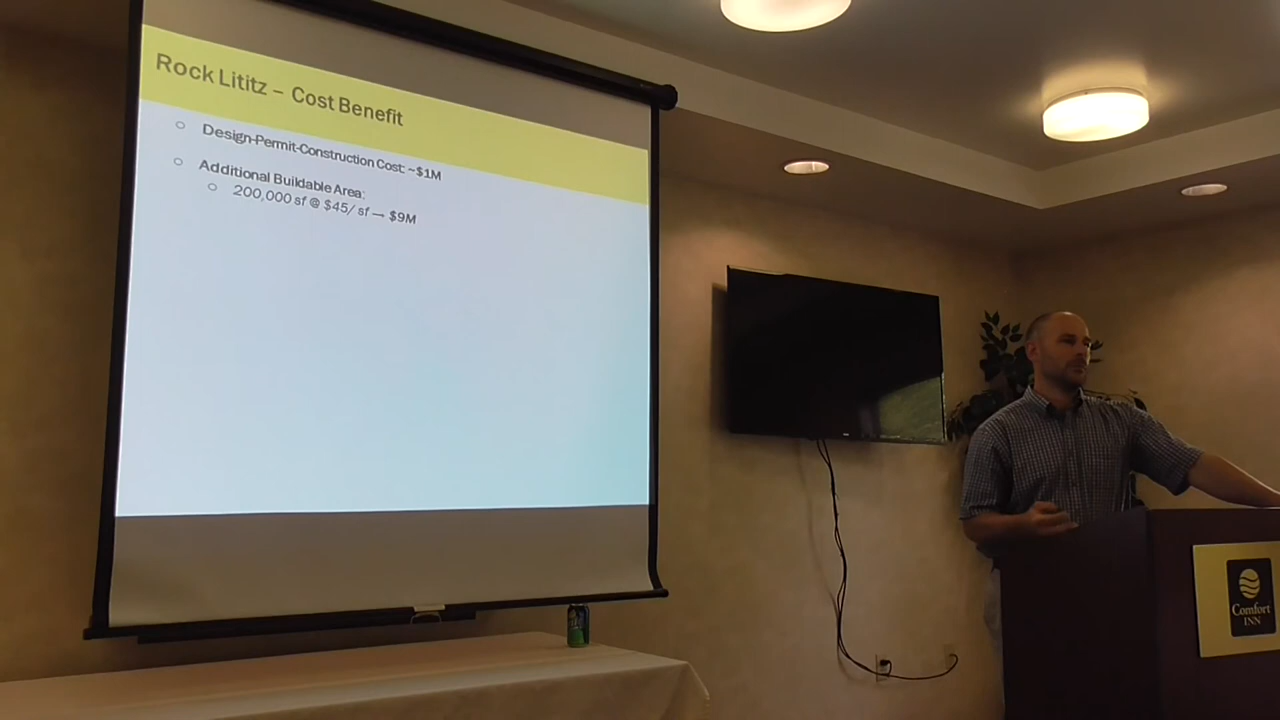 Rock Lititz – Cost Benefit
Design-Permit-Construction Cost: ~$1M
Additional Buildable Area:
200,000 sf @ $45/ sf — $9M
Comfort
INN